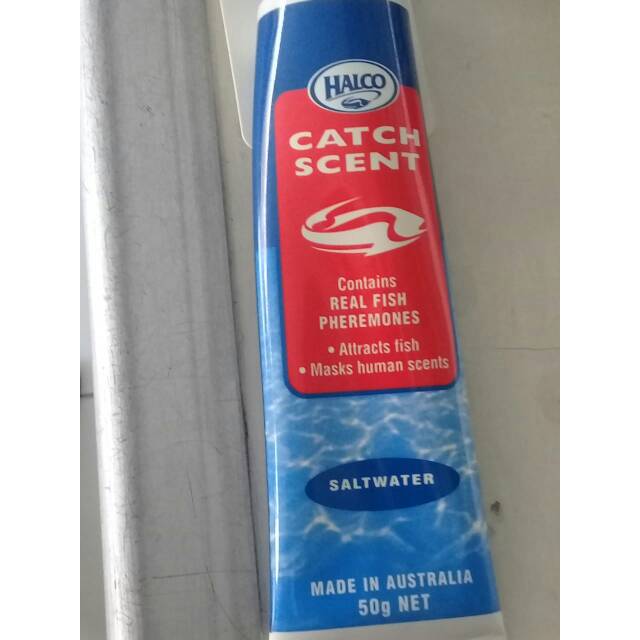 HALCO
CATCH
SCENT
Contains
REAL FISH
PHEREMONES
• Attracts fish
• Masks human scents
SALTWATER
MADE IN AUSTRALIA
50g NET